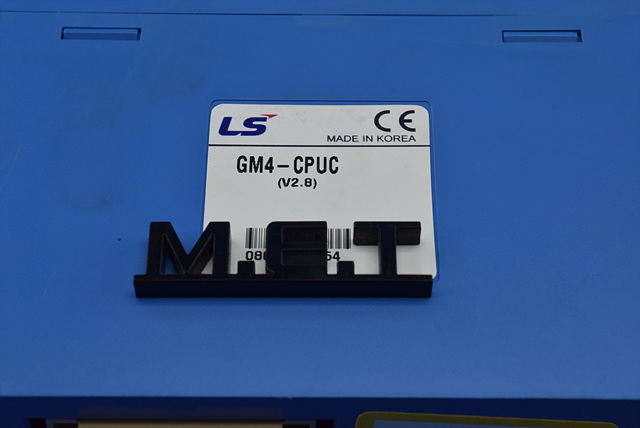 LS CE
MADE IN KOREA
GM4-CPUC
(V2.8)
M.E.T